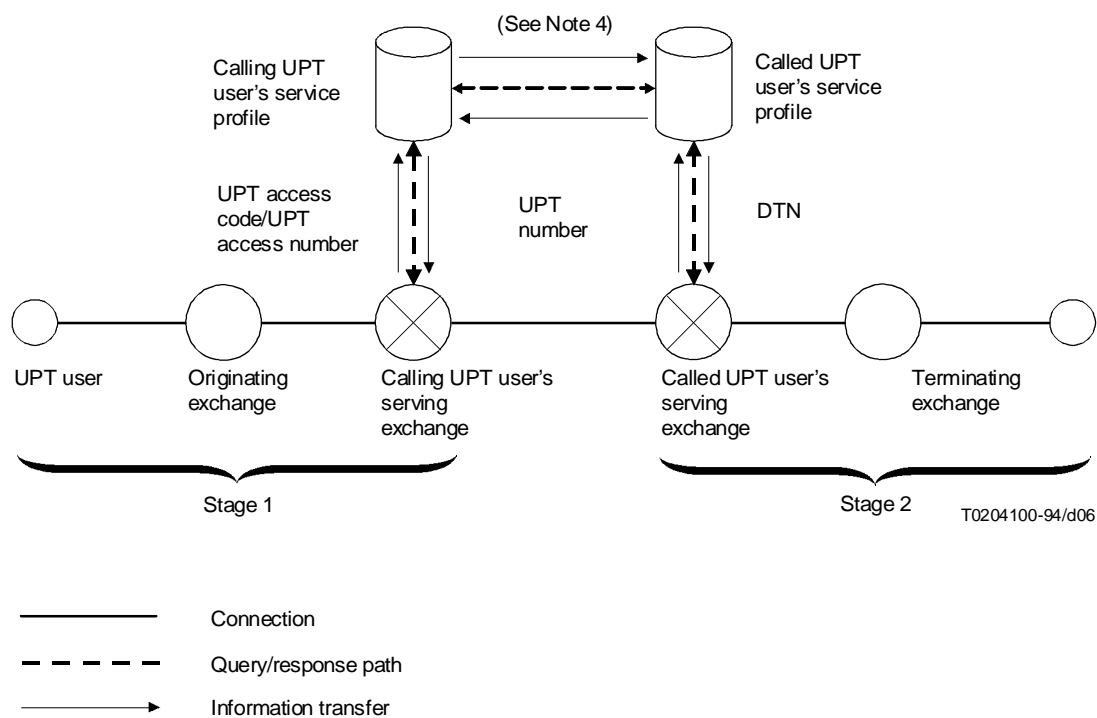 (See Note 4)
Calling UPT
user's service
profile
Called UPT
user's service
profile
UPT access
code/UPT
access number
UPT
number
DTN
UPT user
Originating
exchange
Calling UPT user's
serving
exchange
Called UPT user's
serving
exchange
Terminating
exchange
Stage 1
Stage 2
T0204100-94/d06
Connection
Query/response path
Information transfer